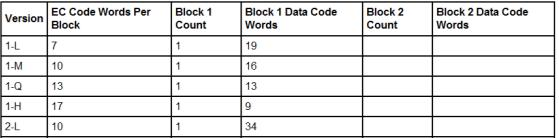 Version EC Code Words Per Block Block 1 Count Block 1 Data Code Words Block 2 Count Block 2 Data Code Words
1-L 7 1 19
1-M 10 1 16
1-Q 13 1 13
1-H 17 1 9
2-L 10 1 34